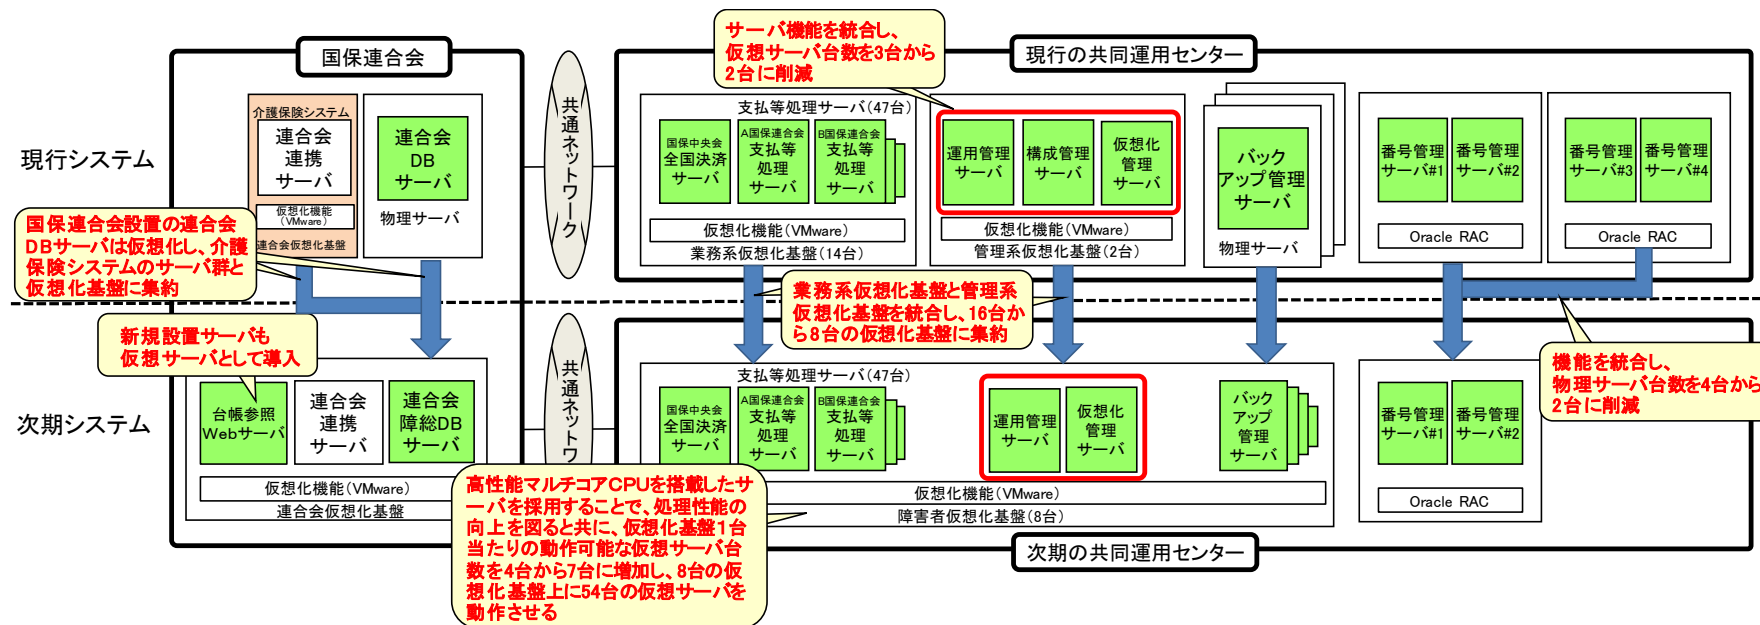 サーバ機能を統合し、
仮想サーバ台数を3台から
2台に削減
国保連合会
現行の共同運用センター
現行システム
介護保険システム
連合会
連携
サーバ
仮想化機能
(VMware)
連合会仮想化基盤
連合会
DB
サーバ
物理サーバ
共通ネットワーク
支払等処理サーバ(47台)
国保中央会
全国決済
サーバ
A国保連合会
支払等
処理
サーバ
B国保連合会
支払等
処理
サーバ
仮想化機能(VMware)
業務系仮想化基盤(14台)
運用管理
サーバ
構成管理
サーバ
仮想化
管理
サーバ
仮想化機能(VMware)
管理系仮想化基盤(2台)
バック
アップ管理
サーバ
物理サーバ
番号管理
サーバ#1
番号管理
サーバ#2
Oracle RAC
番号管理
サーバ#3
番号管理
サーバ#4
Oracle RAC
国保連合会設置の連合会
DBサーバは仮想化し、介護
保険システムのサーバ群と
仮想化基盤に集約
業務系仮想化基盤と管理系
仮想化基盤を統合し、16台か
ら8台の仮想化基盤に集約
新規設置サーバも
仮想サーバとして導入
機能を統合し、
物理サーバ台数を4台から
2台に削減
次期システム
台帳参照
Webサーバ
連合会
連携
サーバ
連合会
障総DB
サーバ
仮想化機能(VMware)
連合会仮想化基盤
共通ネットワ
支払等処理サーバ(47台)
国保中央会
全国決済
サーバ
A国保連合会
支払等
処理
サーバ
B国保連合会
支払等
処理
サーバ
運用管理
サーバ
仮想化
管理
サーバ
バック
アップ
管理
サーバ
仮想化機能(VMware)
障害者仮想化基盤(8台)
番号管理
サーバ#1
番号管理
サーバ#2
Oracle RAC
高性能マルチコアCPUを搭載したサ
ーバを採用することで、処理性能の
向上を図ると共に、仮想化基盤1台
当たりの動作可能な仮想サーバ台
数を4台から7台に増加し、8台の仮
想化基盤上に54台の仮想サーバを
動作させる
次期の共同運用センター